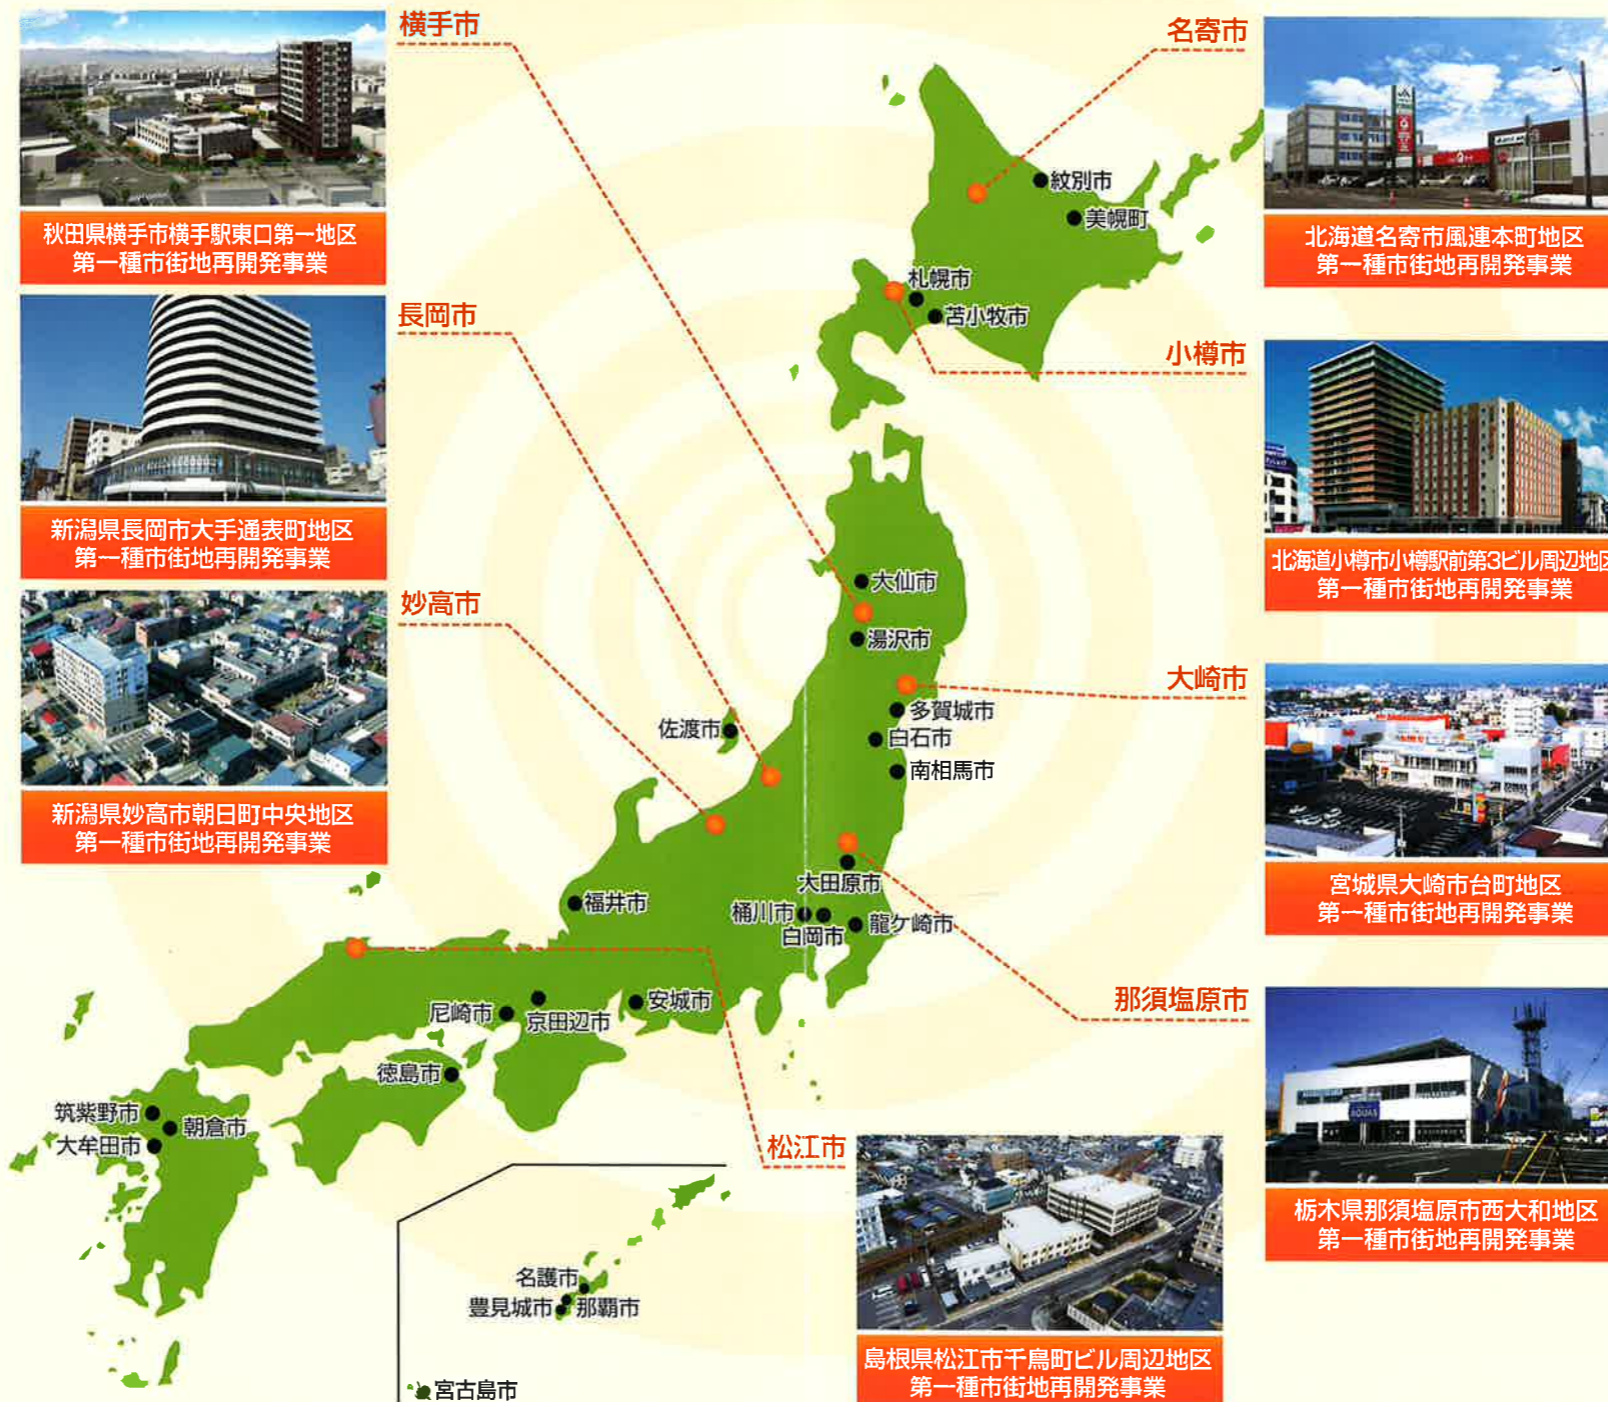 横手市
秋田県横手市横手駅東口第一地区
第一種市街地再開発事業
長岡市
新潟県長岡市大手通表町地区
第一種市街地再開発事業
妙高市
新潟県妙高市朝日町中央地区
第一種市街地再開発事業
名寄市
北海道名寄市風連本町地区
第一種市街地再開発事業
小樽市
北海道小樽市小樽駅前第3ビル周辺地区
第一種市街地再開発事業
大崎市
宮城県大崎市台町地区
第一種市街地再開発事業
那須塩原市
AQUAS
栃木県那須塩原市西大和地区
第一種市街地再開発事業
松江市
島根県松江市千鳥町ビル周辺地区
第一種市街地再開発事業
紋別市
美幌町
札幌市
苫小牧市
大仙市
湯沢市
多賀城市
白石市
南相馬市
佐渡市
大田原市
桶川市
白岡市
龍ケ崎市
福井市
安城市
尼崎市
京田辺市
徳島市
筑紫野市
朝倉市
大牟田市
名護市
豊見城市
那覇市
宮古島市